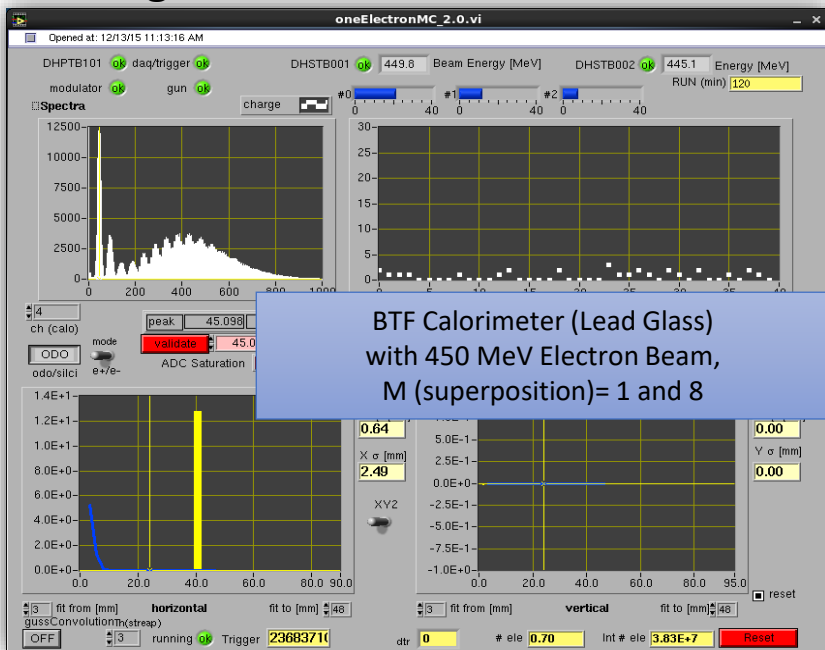 oneElectronMC_2.0.vi
Opened at: 12/13/15 11:13:16 AM
DHPTB101 ok daq/trigger ok DHSTB001 ok 449.8 Beam Energy [MeV] DHSTB002 ok 445.1 Energy [MeV]
modulator ok gun ok RUN (min) 120
#0 #1 #2
0 40 0 40 0 40
Spectra charge
12500
10000
7500
5000
2500
0
0 200 400 600 800 1000
30
25
20
15
10
5
0
4
ch (calo)
ODO
odo/silci
mode
e+/e-
peak 45.098
validate 45.0
ADC Saturation
BTF Calorimeter (Lead Glass)
with 450 MeV Electron Beam,
M (superposition)= 1 and 8
1.4E+1
1.2E+1
1.0E+1
8.0E+0
6.0E+0
4.0E+0
2.0E+0
0.0E+0
0.0 20.0 40.0 60.0 80.0 90.0
0.64
X σ [mm]
2.49
XY2
5.0E-1
2.5E-1
0.0E+0
-2.5E-1
-5.0E-1
-7.5E-1
-1.0E+0
0.0 20.0 40.0 60.0 80.0 95.0
0.00
Y σ [mm]
0.00
reset
3 fit from [mm] horizontal fit to [mm] 48
3 fit from [mm] vertical fit to [mm] 48
gussConvolution Th(streap)
OFF 3 running ok Trigger 2368371( dtr 0 # ele 0.70 Int # ele 3.83E+7 Reset